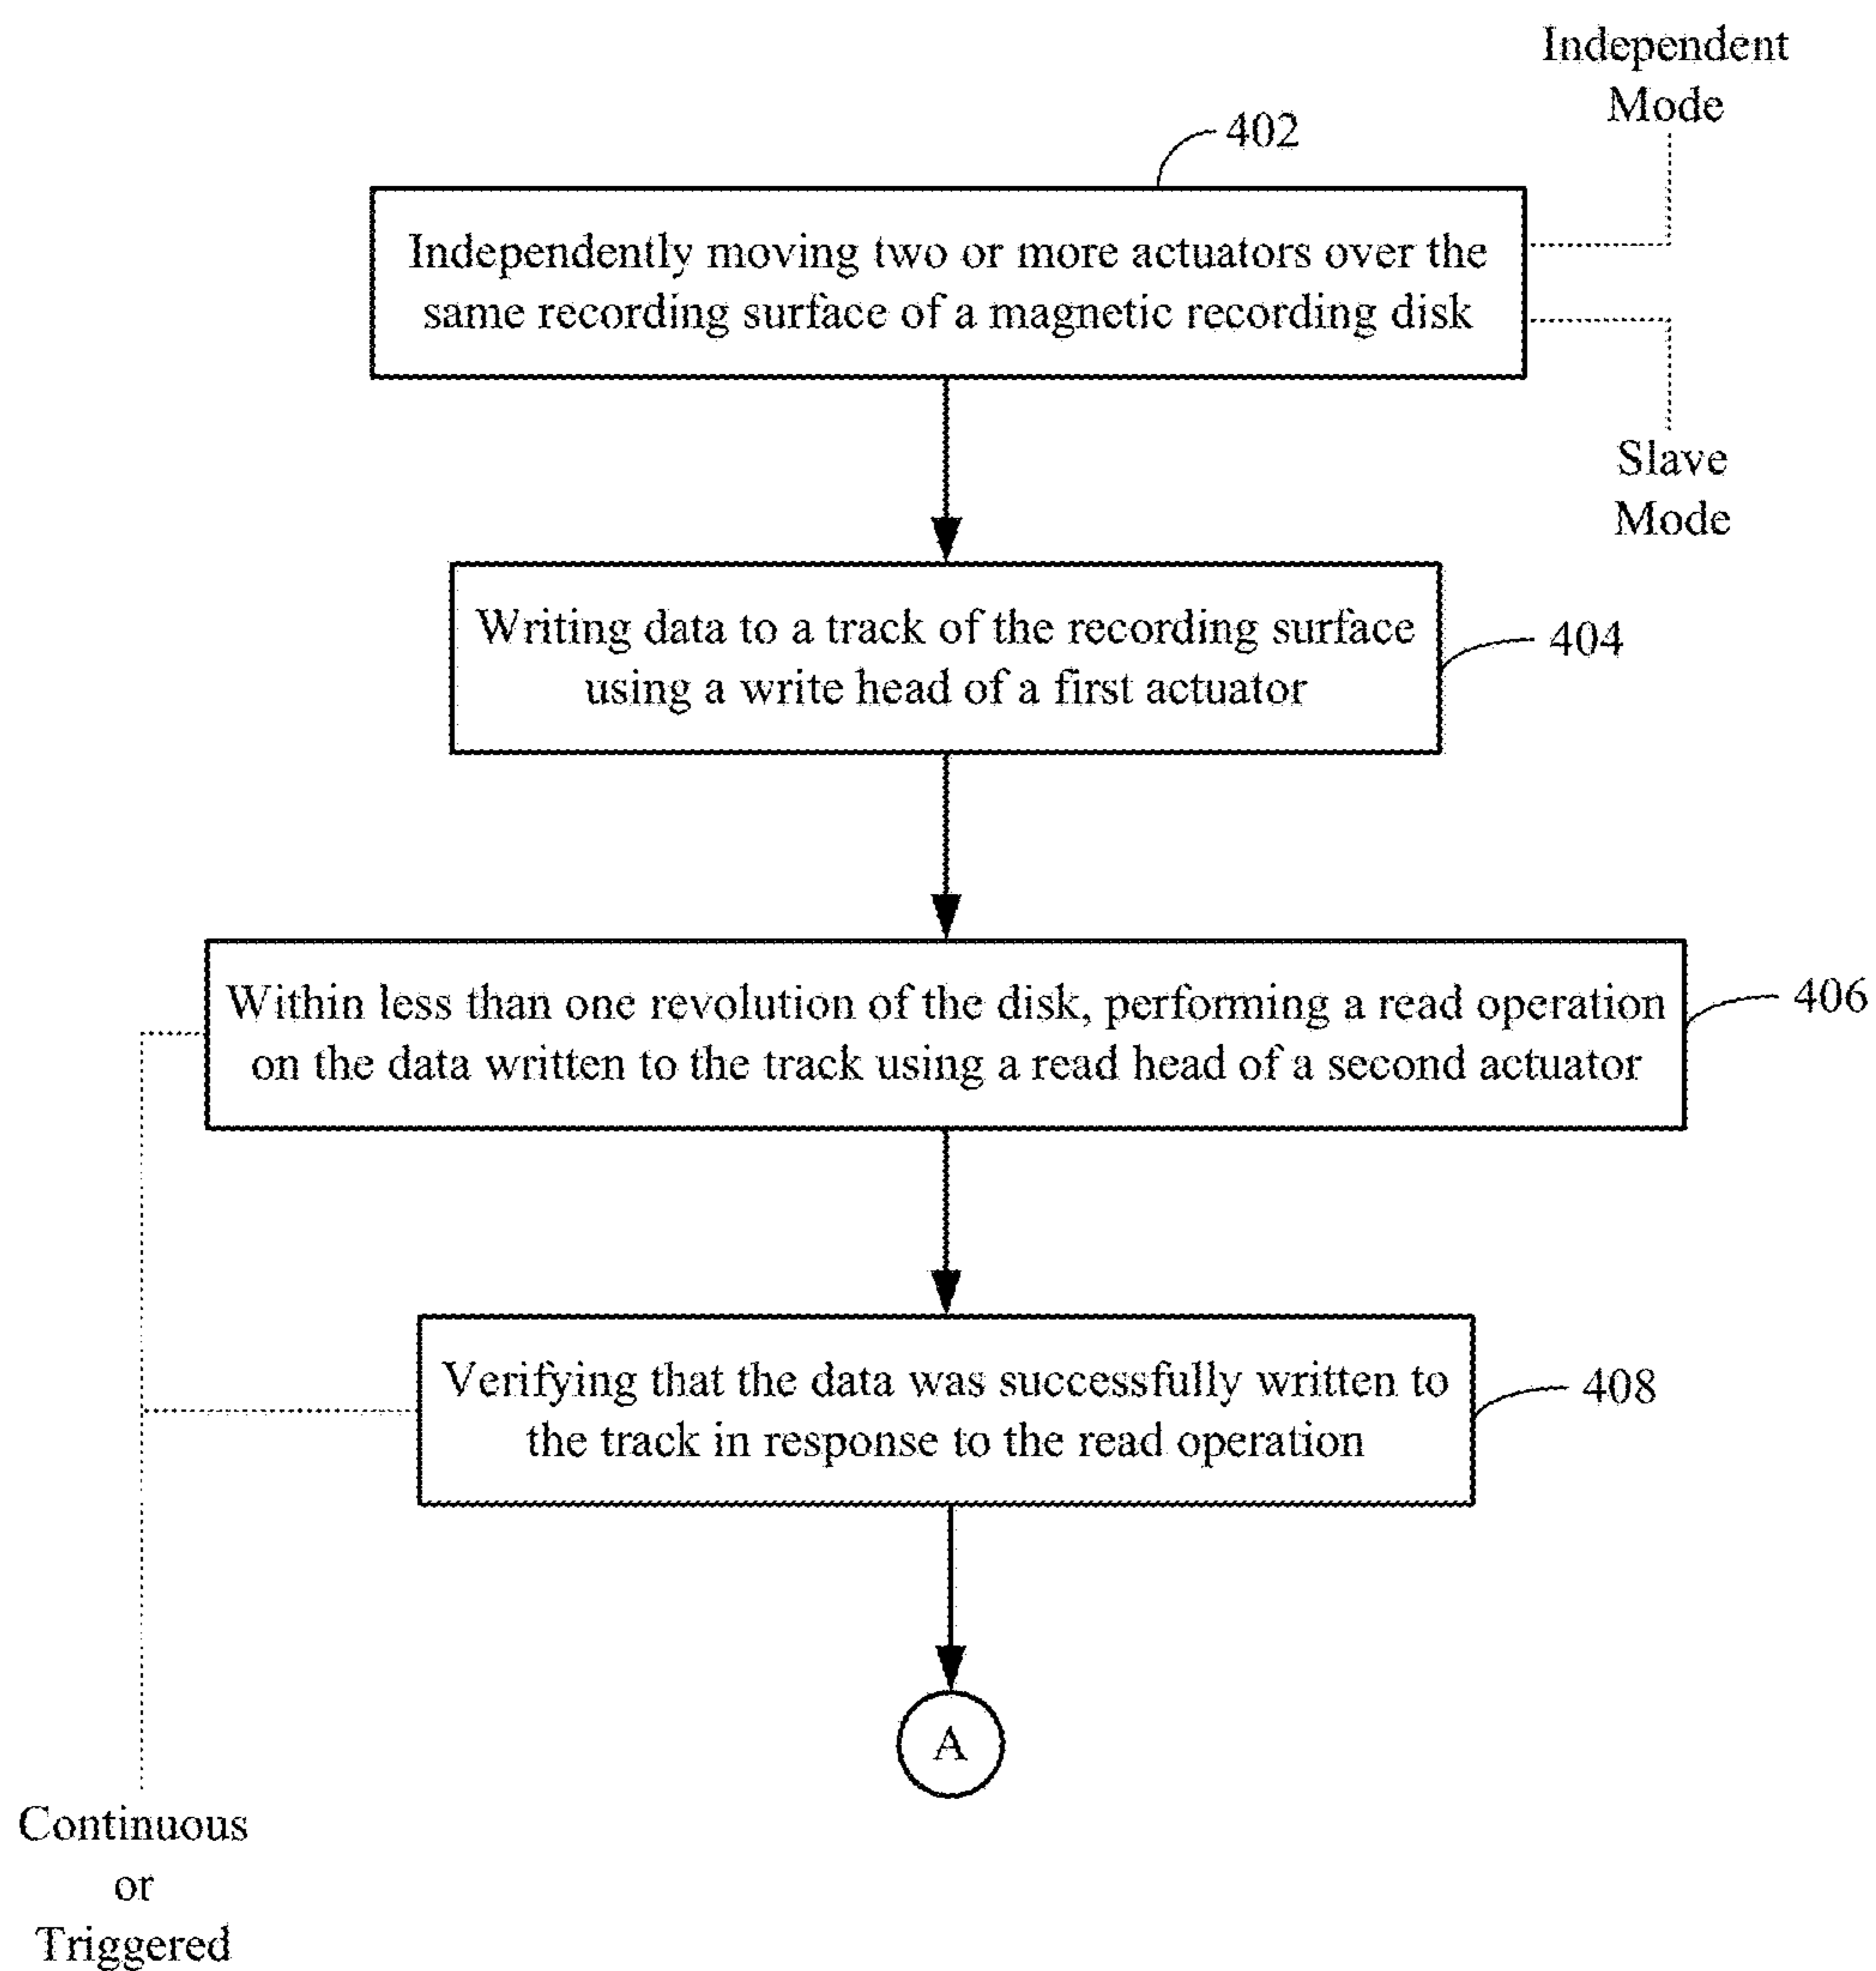 Independent
Mode
402
Independently moving two or more actuators over the
same recording surface of a magnetic recording disk
Slave
Mode
Writing data to a track of the recording surface
using a write head of a first actuator
404
Within less than one revolution of the disk, performing a read operation
on the data written to the track using a read head of a second actuator
406
Verifying that the data was successfully written to
the track in response to the read operation
408
A
Continuous
or
Triggered